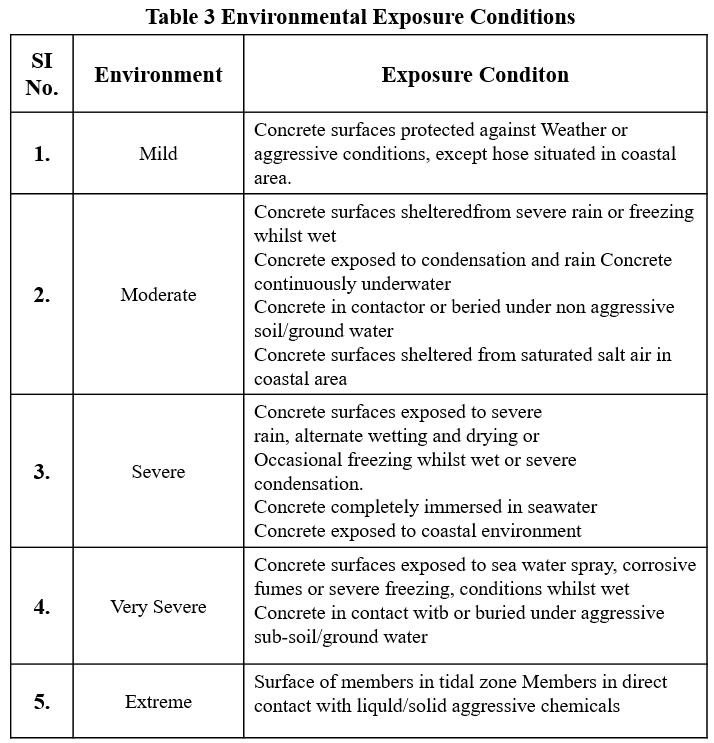 Table 3 Environmental Exposure Conditions
SI
No.
Environment
Exposure Conditon
1.
Mild
Concrete surfaces protected against Weather or
aggressive conditions, except hose situated in coastal
area.
2.
Moderate
Concrete surfaces shelteredfrom severe rain or freezing
whilst wet
Concrete exposed to condensation and rain Concrete
continuously underwater
Concrete in contactor or beried under non aggressive
soil/ground water
Concrete surfaces sheltered from saturated salt air in
coastal area
3.
Severe
Concrete surfaces exposed to severe
rain, alternate wetting and drying or
Occasional freezing whilst wet or severe
condensation.
Concrete completely immersed in seawater
Concrete exposed to coastal environment
4.
Very Severe
Concrete surfaces exposed to sea water spray, corrosive
fumes or severe freezing, conditions whilst wet
Concrete in contact witb or buried under aggressive
sub-soil/ground water
5.
Extreme
Surface of members in tidal zone Members in direct
contact with liquld/solid aggressive chemicals